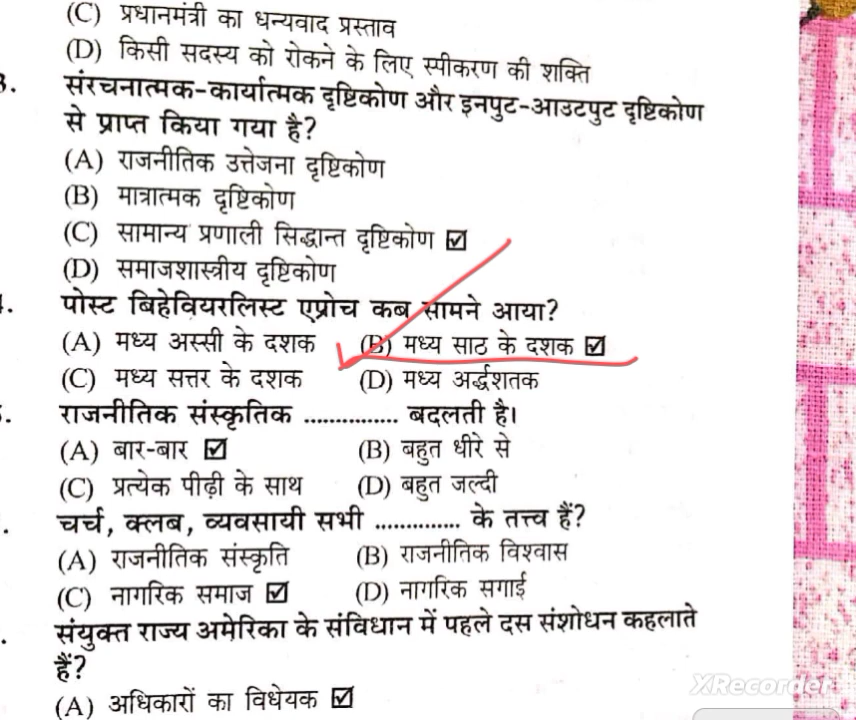 (C) प्रधानमंत्री का धन्यवाद प्रस्ताव
(D) किसी सदस्य को रोकने के लिए स्पीकरण की शक्ति
3. संरचनात्मक-कार्यात्मक दृष्टिकोण और इनपुट-आउटपुट दृष्टिकोण
से प्राप्त किया गया है?
(A) राजनीतिक उत्तेजना दृष्टिकोण
(B) मात्रात्मक दृष्टिकोण
(C) सामान्य प्रणाली सिद्धान्त दृष्टिकोण ☑
(D) समाजशास्त्रीय दृष्टिकोण
. पोस्ट बिहेवियरलिस्ट एप्रोच कब सामने आया?
(A) मध्य अस्सी के दशक (B) मध्य साठ के दशक ☑
(C) मध्य सत्तर के दशक (D) मध्य अर्द्धशतक
. राजनीतिक संस्कृतिक ............... बदलती है।
(A) बार-बार ☑ (B) बहुत धीरे से
(C) प्रत्येक पीढ़ी के साथ (D) बहुत जल्दी
. चर्च, क्लब, व्यवसायी सभी .............. के तत्त्व हैं?
(A) राजनीतिक संस्कृति (B) राजनीतिक विश्वास
(C) नागरिक समाज ☑ (D) नागरिक सगाई
. संयुक्त राज्य अमेरिका के संविधान में पहले दस संशोधन कहलाते
हैं?
(A) अधिकारों का विधेयक ☑
XRecorder